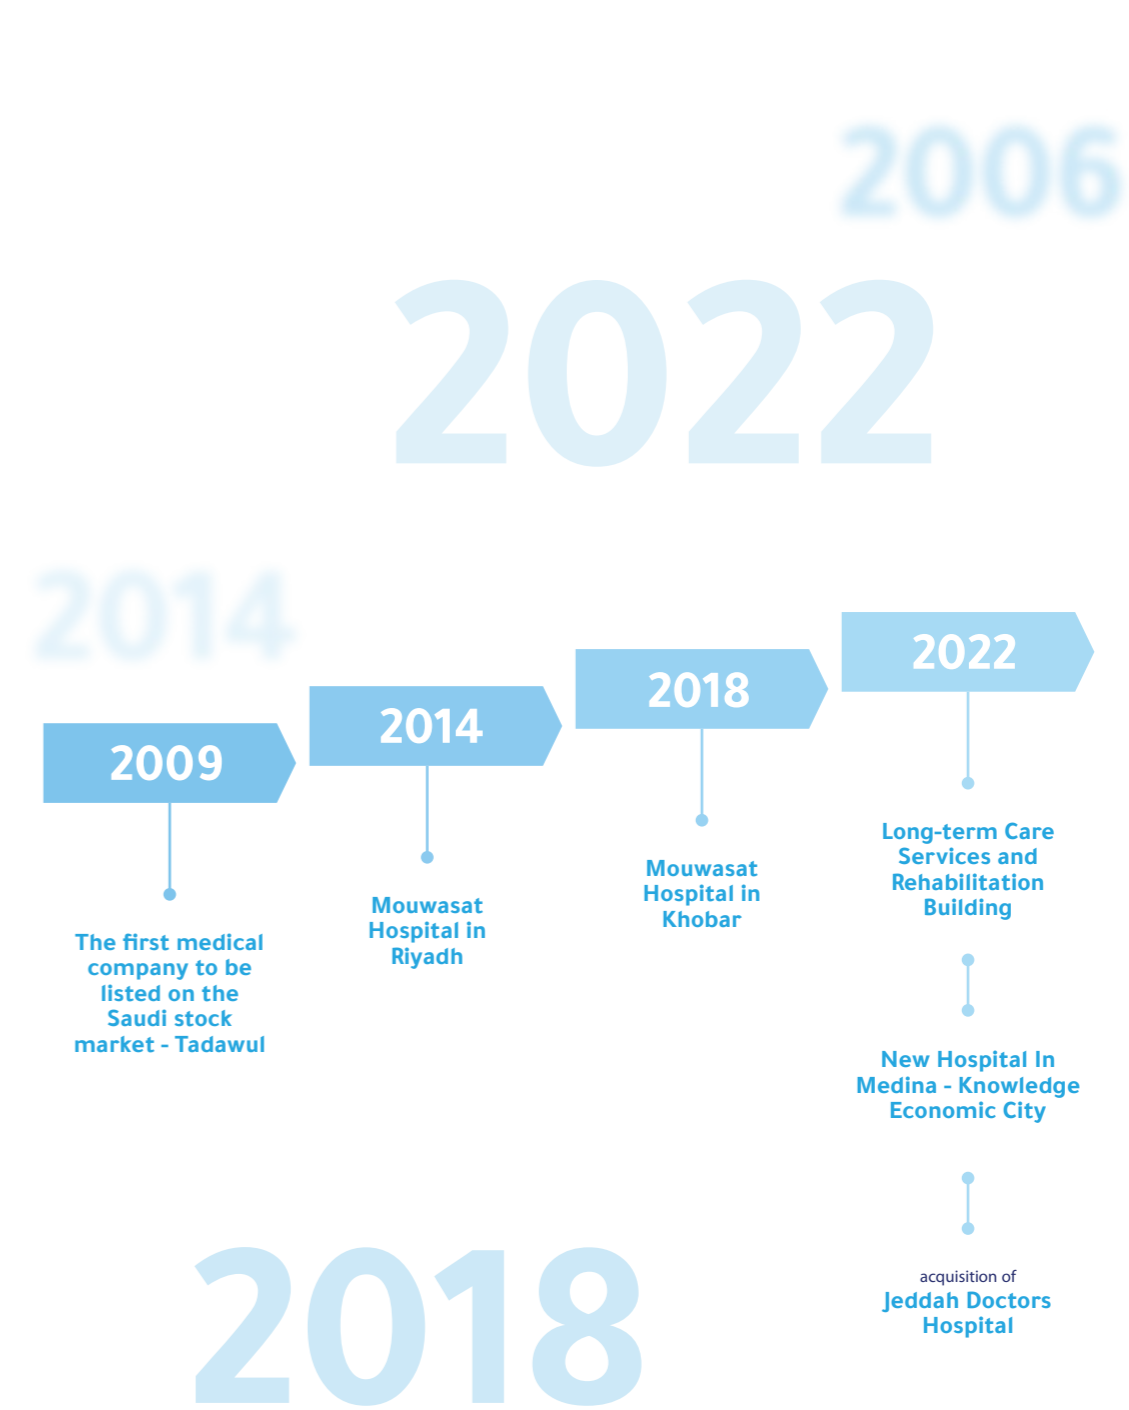 2006
2022
2014
2022
2018
2014
2009
Long-term Care
Services and
Rehabilitation
Building
Mouwasat
Hospital in
Khobar
Mouwasat
Hospital in
Riyadh
The first medical
company to be
listed on the
Saudi stock
market - Tadawul
New Hospital In
Medina - Knowledge
Economic City
acquisition of
Jeddah Doctors
Hospital
2018